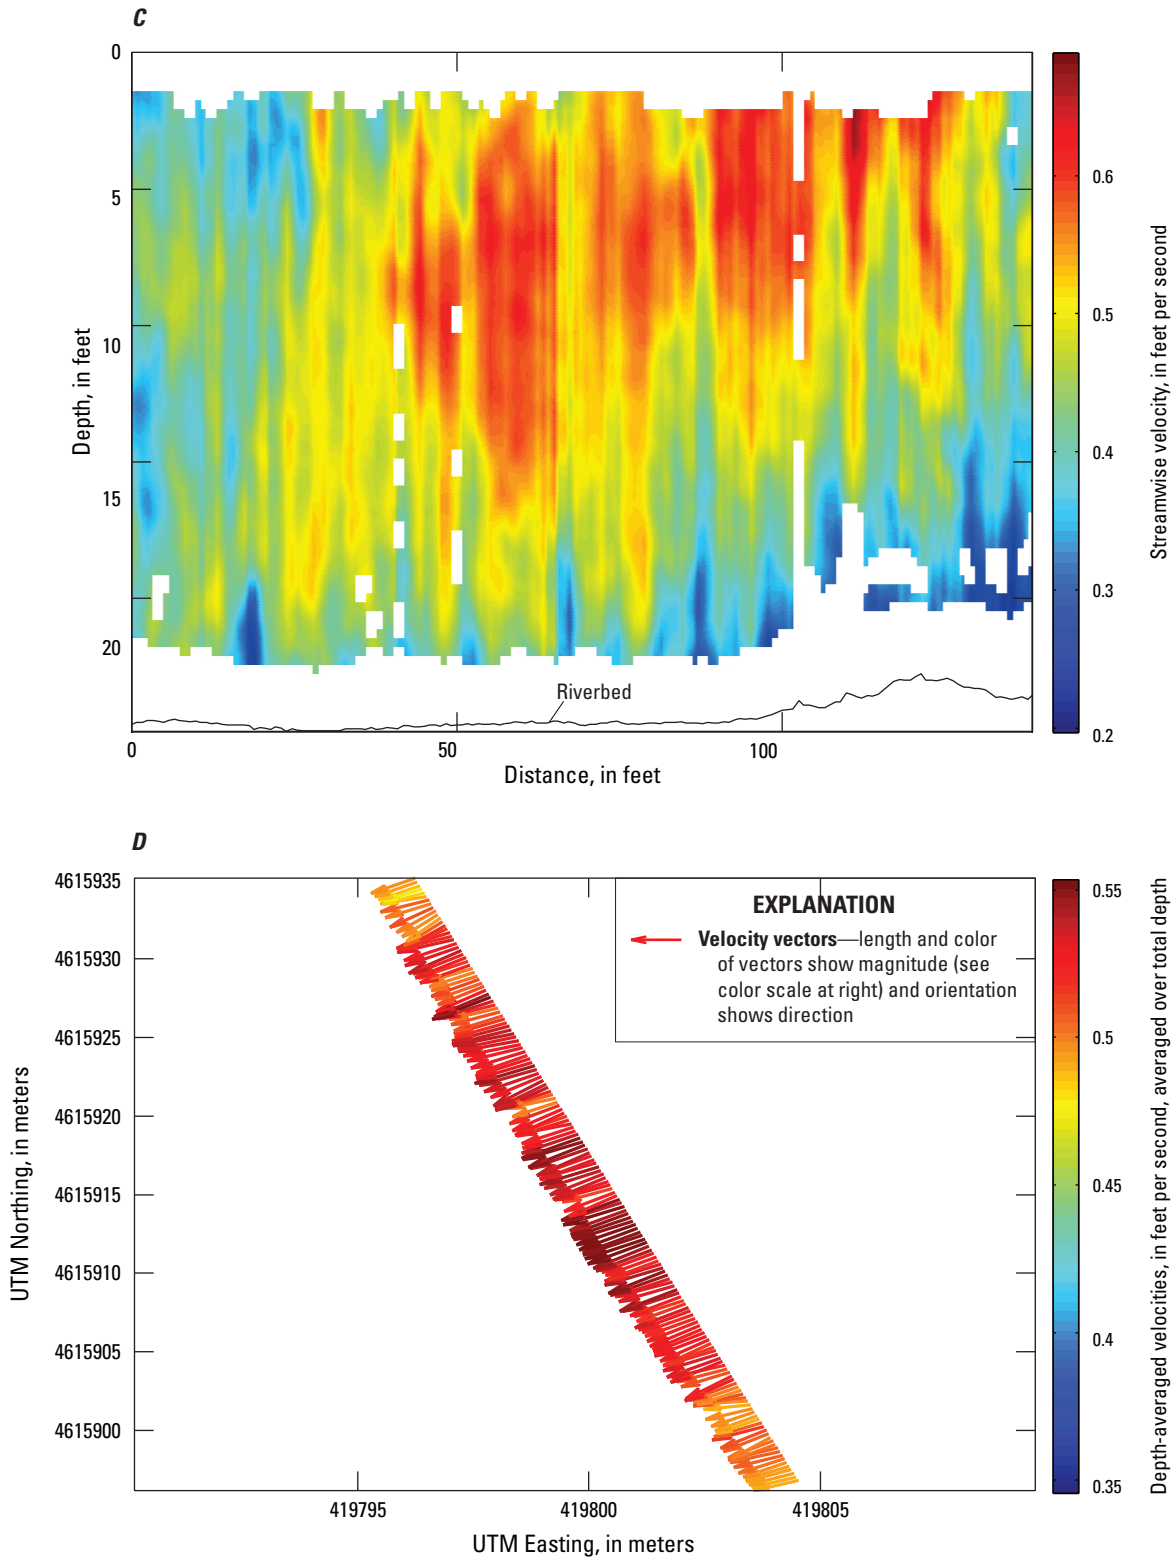 C
0
5
10
15
20
Depth, in feet
Riverbed
0
50
100
Distance, in feet
0.6
0.5
0.4
0.3
0.2
Streamwise velocity, in feet per second
D
4615935
4615930
4615925
4615920
4615915
4615910
4615905
4615900
UTM Northing, in meters
EXPLANATION
Velocity vectors—length and color
of vectors show magnitude (see
color scale at right) and orientation
shows direction
419795
419800
419805
UTM Easting, in meters
0.55
0.5
0.45
0.4
0.35
Depth-averaged velocities, in feet per second, averaged over total depth